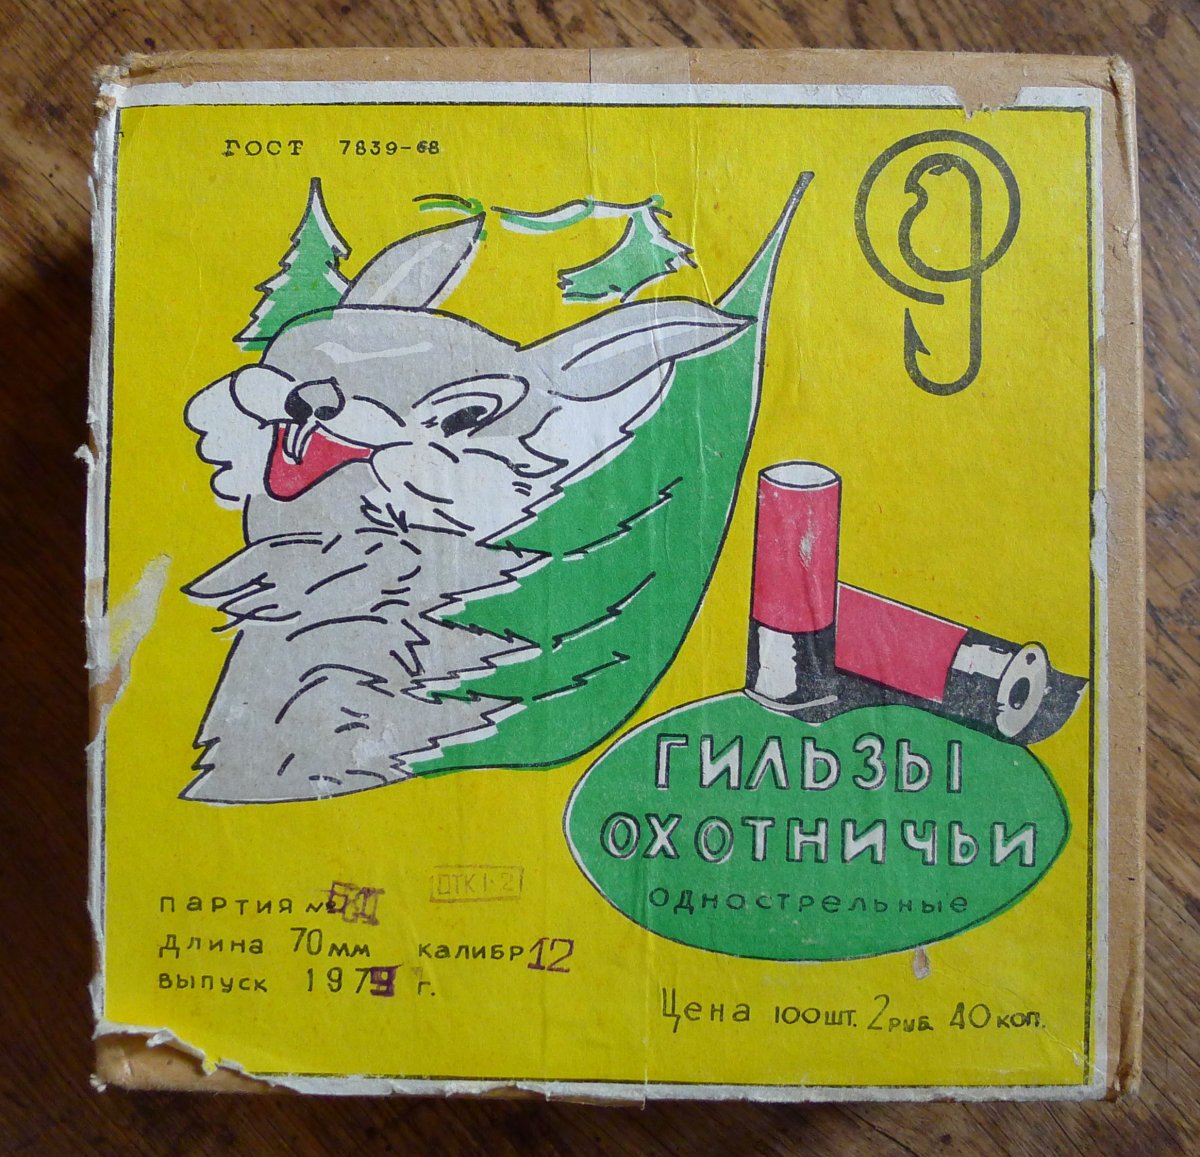 ГОСТ 7839-68
ГИЛЬЗЫ
ОХОТНИЧЬИ
ОДНОСТРЕЛЬНЫЕ
ОТК 1-2
ПАРТИЯ №
ДЛИНА 70 ММ КАЛИБР 12
ВЫПУСК 1979 Г.
Цена 100 шт. 2 руб. 40 коп.